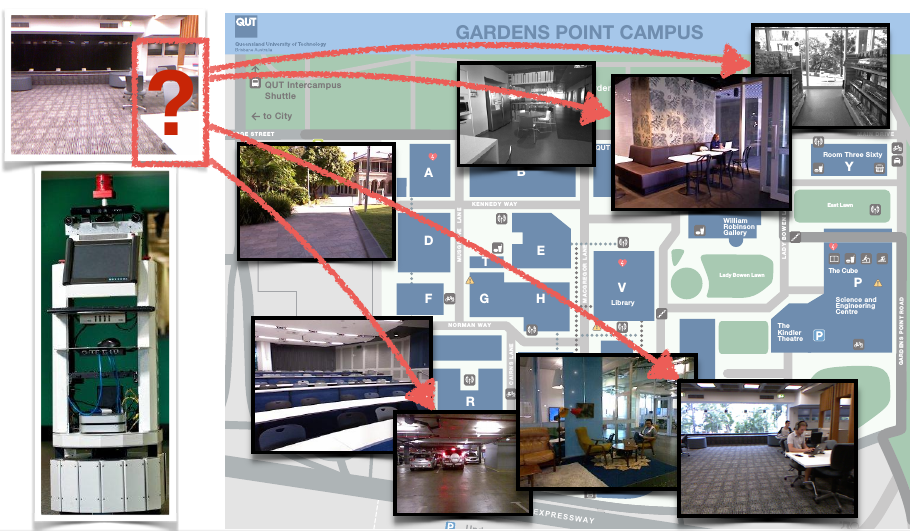 QUT
Queensland University of Technology
Brisbane Australia
GARDENS POINT CAMPUS
?
QUT Intercampus
Shuttle
to City
A
B
QUT
Room Three Sixty
Y
KENNEDY WAY
East Lawn
William
Robinson
Gallery
D
E
T
Lady Bowen Lawn
The Cube
P
V
Library
F
G
H
Science and
Engineering
Centre
The
Kindler
Theatre
P
NORMAN WAY
GARDENS POINT ROAD
R
P
EXPRESSWAY